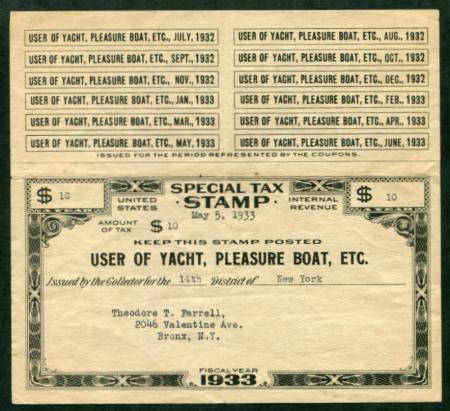 USER OF YACHT, PLEASURE BOAT, ETC., JULY, 1932 USER OF YACHT, PLEASURE BOAT, ETC., AUG., 1932
USER OF YACHT, PLEASURE BOAT, ETC., SEPT., 1932 USER OF YACHT, PLEASURE BOAT, ETC., OCT., 1932
USER OF YACHT, PLEASURE BOAT, ETC., NOV., 1932 USER OF YACHT, PLEASURE BOAT, ETC., DEC., 1932
USER OF YACHT, PLEASURE BOAT, ETC., JAN., 1933 USER OF YACHT, PLEASURE BOAT, ETC., FEB., 1933
USER OF YACHT, PLEASURE BOAT, ETC., MAR., 1933 USER OF YACHT, PLEASURE BOAT, ETC., APR., 1933
USER OF YACHT, PLEASURE BOAT, ETC., MAY, 1933 USER OF YACHT, PLEASURE BOAT, ETC., JUNE, 1933
ISSUED FOR THE PERIOD REPRESENTED BY THE COUPONS.
$ 10 SPECIAL TAX $ 10
A YEAR UNITED STATES STAMP INTERNAL REVENUE A YEAR
May 5, 1933
AMOUNT OF TAX $ 10
KEEP THIS STAMP POSTED
USER OF YACHT, PLEASURE BOAT, ETC.
Issued by the Collector for the 14th District of New York
Theodore T. Farrell,
2046 Valentine Ave.
Bronx, N.Y.
FISCAL YEAR
1933